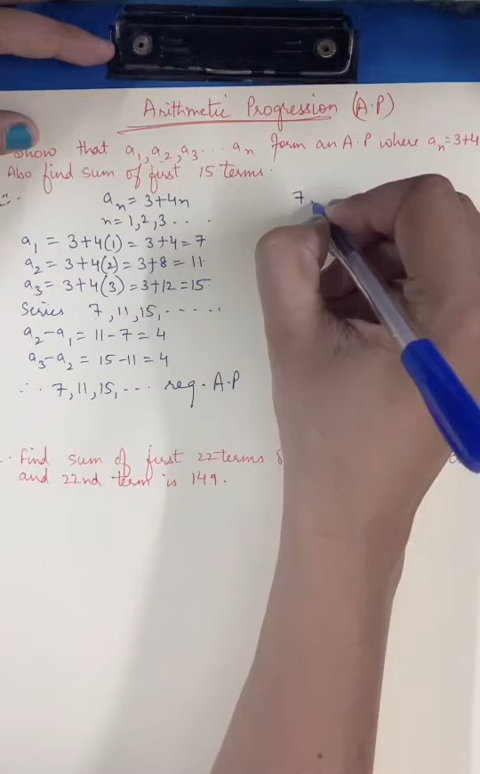 Arithmetic Progression (A.P)
Show that a₁, a₂, a₃ ... aₙ form an A.P where aₙ = 3+4
Also find sum of first 15 terms.
aₙ = 3+4n
n = 1, 2, 3 ....
7,
a₁ = 3+4(1) = 3+4 = 7
a₂ = 3+4(2) = 3+8 = 11
a₃ = 3+4(3) = 3+12 = 15
Series 7, 11, 15, .....
a₂-a₁ = 11-7 = 4
a₃-a₂ = 15-11 = 4
∴ 7, 11, 15, ... req. A.P
Find sum of first 22 terms
and 22nd term is 149.